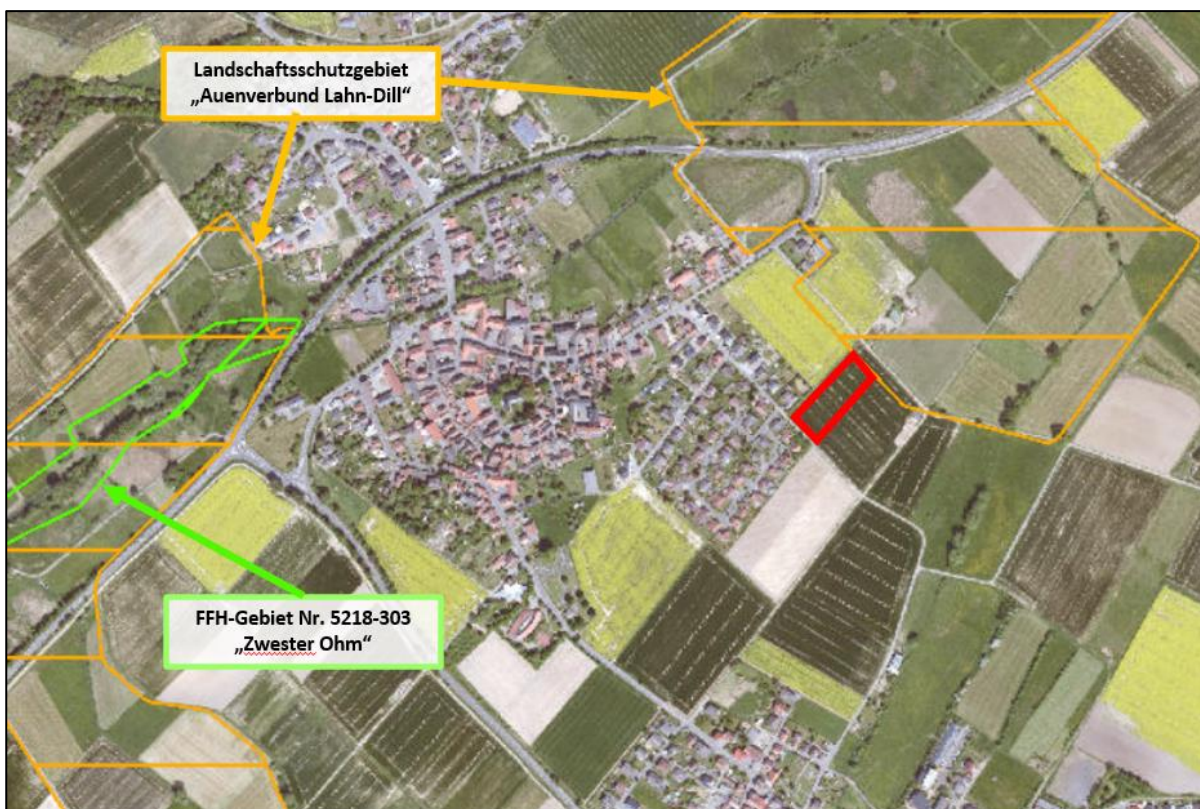 Landschaftsschutzgebiet
„Auenverbund Lahn-Dill“
FFH-Gebiet Nr. 5218-303
„Zwester Ohm“